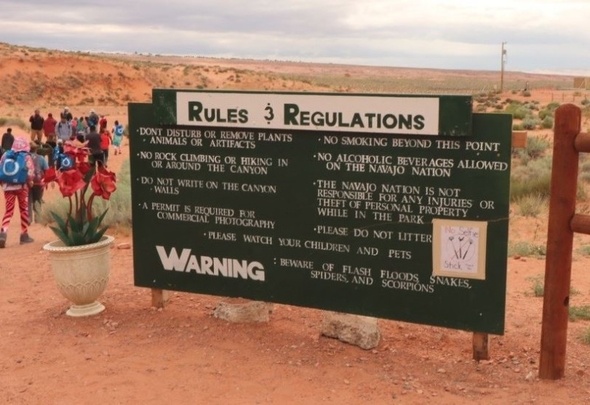 RULES & REGULATIONS
·DONT DISTURB OR REMOVE PLANTS
ANIMALS OR ARTIFACTS
·NO ROCK CLIMBING OR HIKING IN
OR AROUND THE CANYON
·DO NOT WRITE ON THE CANYON
WALLS
·A PERMIT IS REQUIRED FOR
COMMERCIAL PHOTOGRAPHY
·NO SMOKING BEYOND THIS POINT
·NO ALCOHOLIC BEVERAGES ALLOWED
ON THE NAVAJO NATION
·THE NAVAJO NATION IS NOT
RESPONSIBLE FOR ANY INJURIES OR
THEFT OF PERSONAL PROPERTY
WHILE IN THE PARK
·PLEASE DO NOT LITTER
·PLEASE WATCH YOUR CHILDREN AND PETS
WARNING : BEWARE OF FLASH FLOODS, SNAKES,
SPIDERS, AND SCORPIONS
No Selfie
Stick's